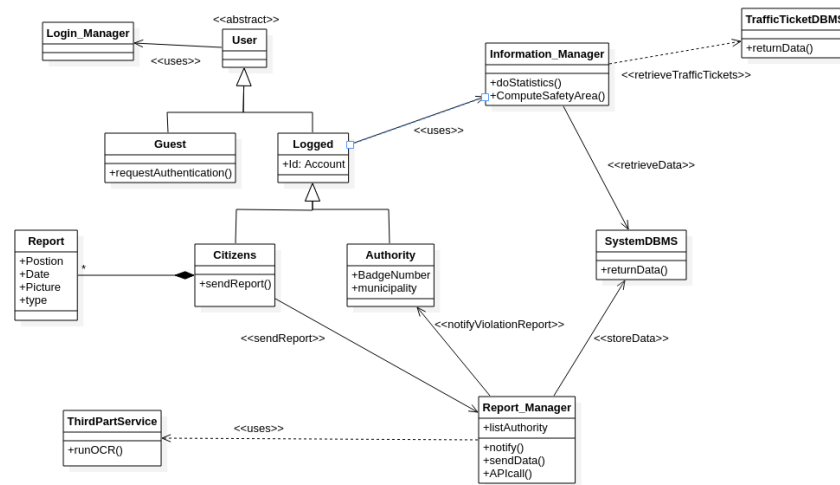 <<abstract>>
Login_Manager
User
<<uses>>
Information_Manager
+doStatistics()
+ComputeSafetyArea()
TrafficTicketDBMS
+returnData()
<<retrieveTrafficTickets>>
Guest
+requestAuthentication()
Logged
+Id: Account
<<uses>>
<<retrieveData>>
Report
+Postion
+Date
+Picture
+type
*
Citizens
+sendReport()
Authority
+BadgeNumber
+municipality
SystemDBMS
+returnData()
<<sendReport>>
<<notifyViolationReport>>
<<storeData>>
ThirdPartService
+runOCR()
<<uses>>
Report_Manager
+listAuthority
+notify()
+sendData()
+APIcall()